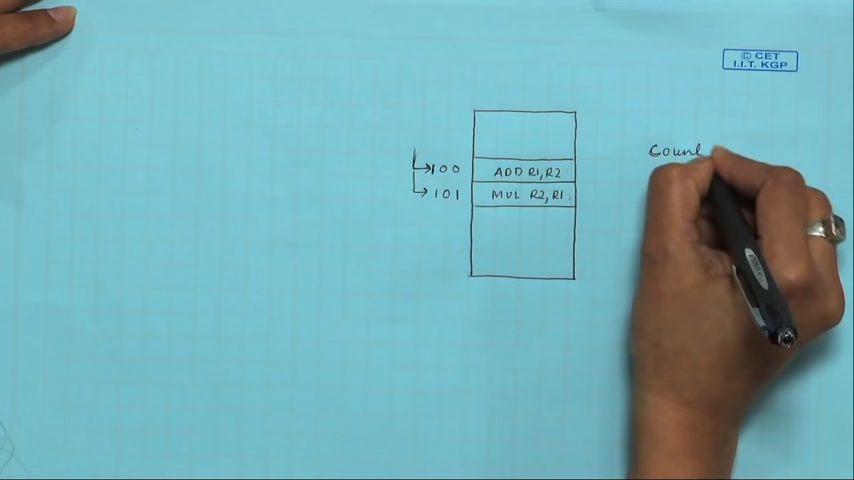 © CET
I.I.T. KGP
Count
100 ADD R1,R2
101 MUL R2,R1